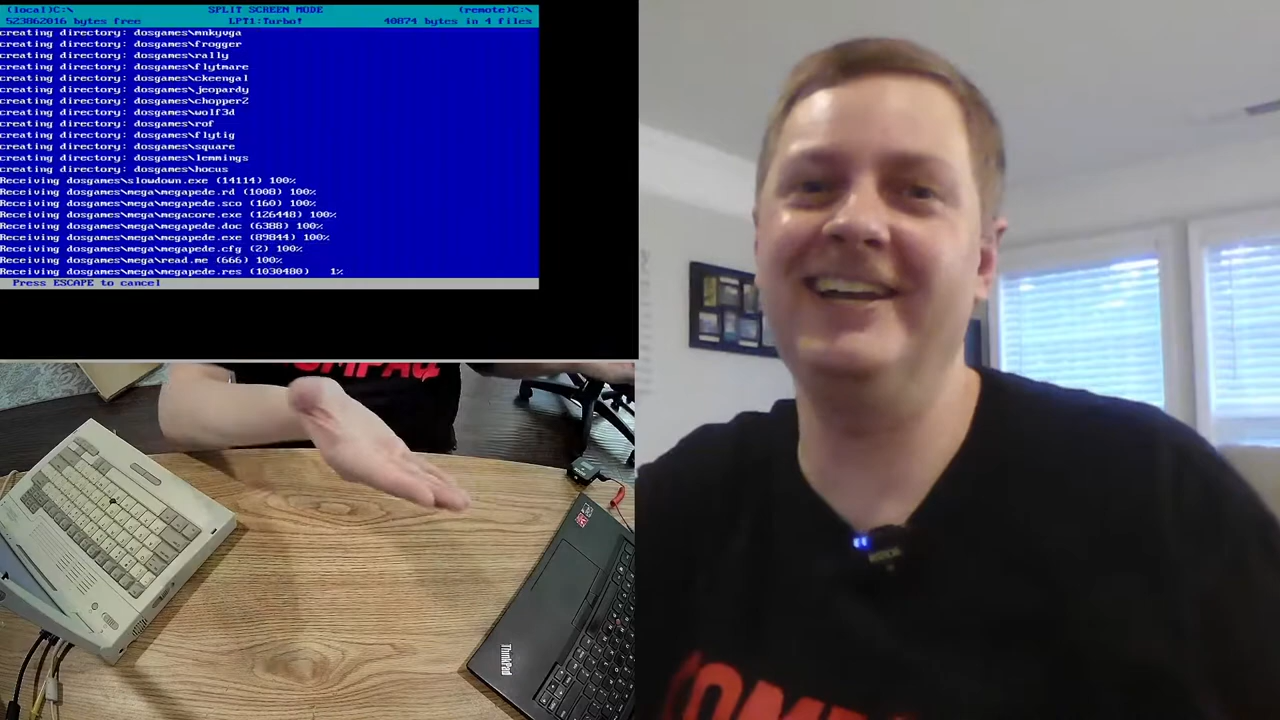 (local)C:\ SPLIT SCREEN MODE (remote)C:\
523862016 bytes free LPT1:Turbo! 40874 bytes in 4 files
creating directory: dosgames\mnkyvga
creating directory: dosgames\frogger
creating directory: dosgames\rally
creating directory: dosgames\flytmare
creating directory: dosgames\ckeengal
creating directory: dosgames\jeopardy
creating directory: dosgames\chopper2
creating directory: dosgames\wolf3d
creating directory: dosgames\rof
creating directory: dosgames\flytig
creating directory: dosgames\square
creating directory: dosgames\lemmings
creating directory: dosgames\hocus
Receiving dosgames\slowdown.exe (14114) 100%
Receiving dosgames\mega\megapede.rd (1008) 100%
Receiving dosgames\mega\megapede.sco (160) 100%
Receiving dosgames\mega\megacore.exe (126448) 100%
Receiving dosgames\mega\megapede.doc (6388) 100%
Receiving dosgames\mega\megapede.exe (89844) 100%
Receiving dosgames\mega\megapede.cfg (2) 100%
Receiving dosgames\mega\read.me (666) 100%
Receiving dosgames\mega\megapede.res (1030480) 1%
Press ESCAPE to cancel
COMPAQ
ThinkPad
COMPAQ